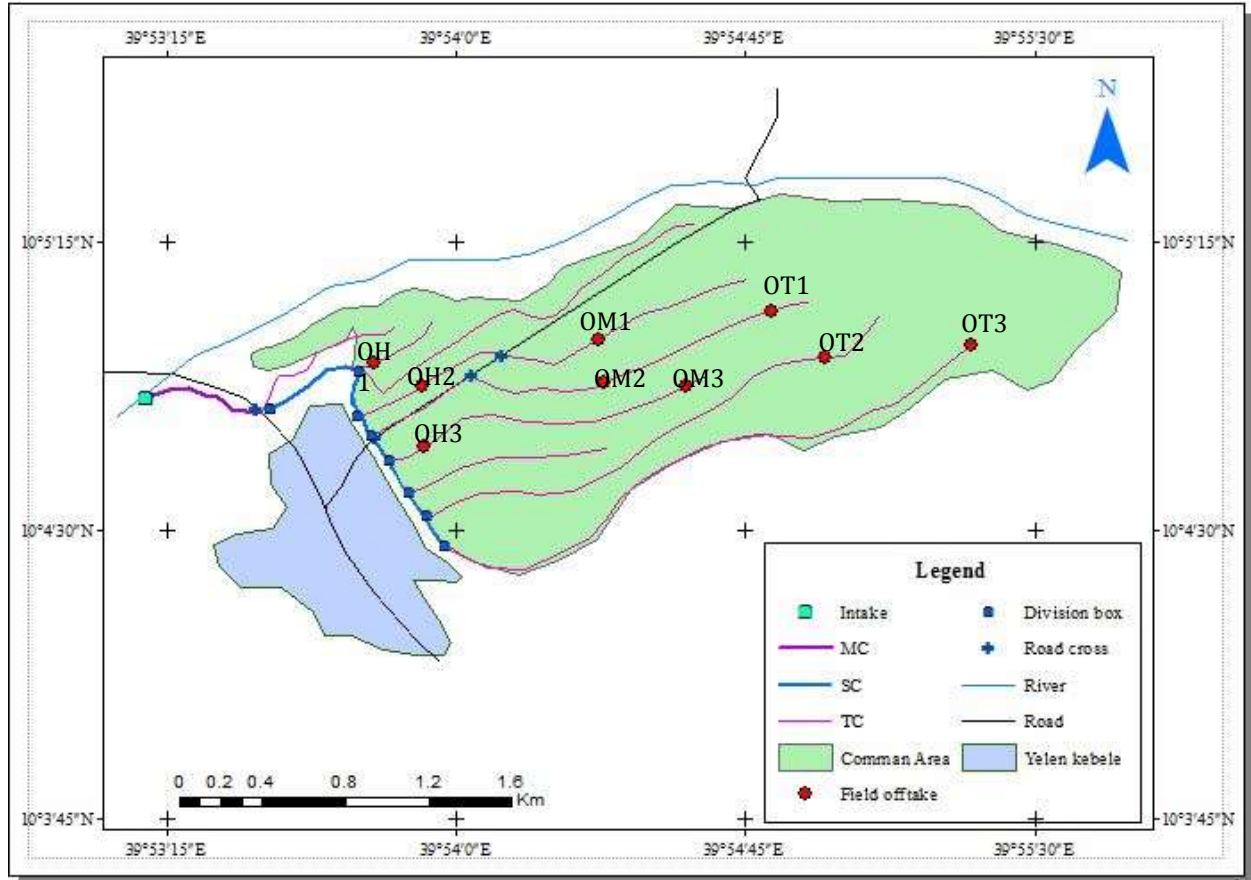 39°53'15"E 39°54'0"E 39°54'45"E 39°55'30"E
N
10°5'15"N 10°5'15"N
OT1
OM1
OT3
OT2
OH
1
OH2
OM2
OM3
OH3
10°4'30"N 10°4'30"N
Legend
Intake
Division box
MC
Road cross
SC
River
TC
Road
Comman Area
Yelen kebele
Field offtake
0 0.2 0.4 0.8 1.2 1.6
Km
10°3'45"N 10°3'45"N
39°53'15"E 39°54'0"E 39°54'45"E 39°55'30"E